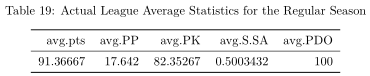 Table 19: Actual League Average Statistics for the Regular Season
avg.pts avg.PP avg.PK avg.S.SA avg.PDO
91.36667 17.642 82.35267 0.5003432 100